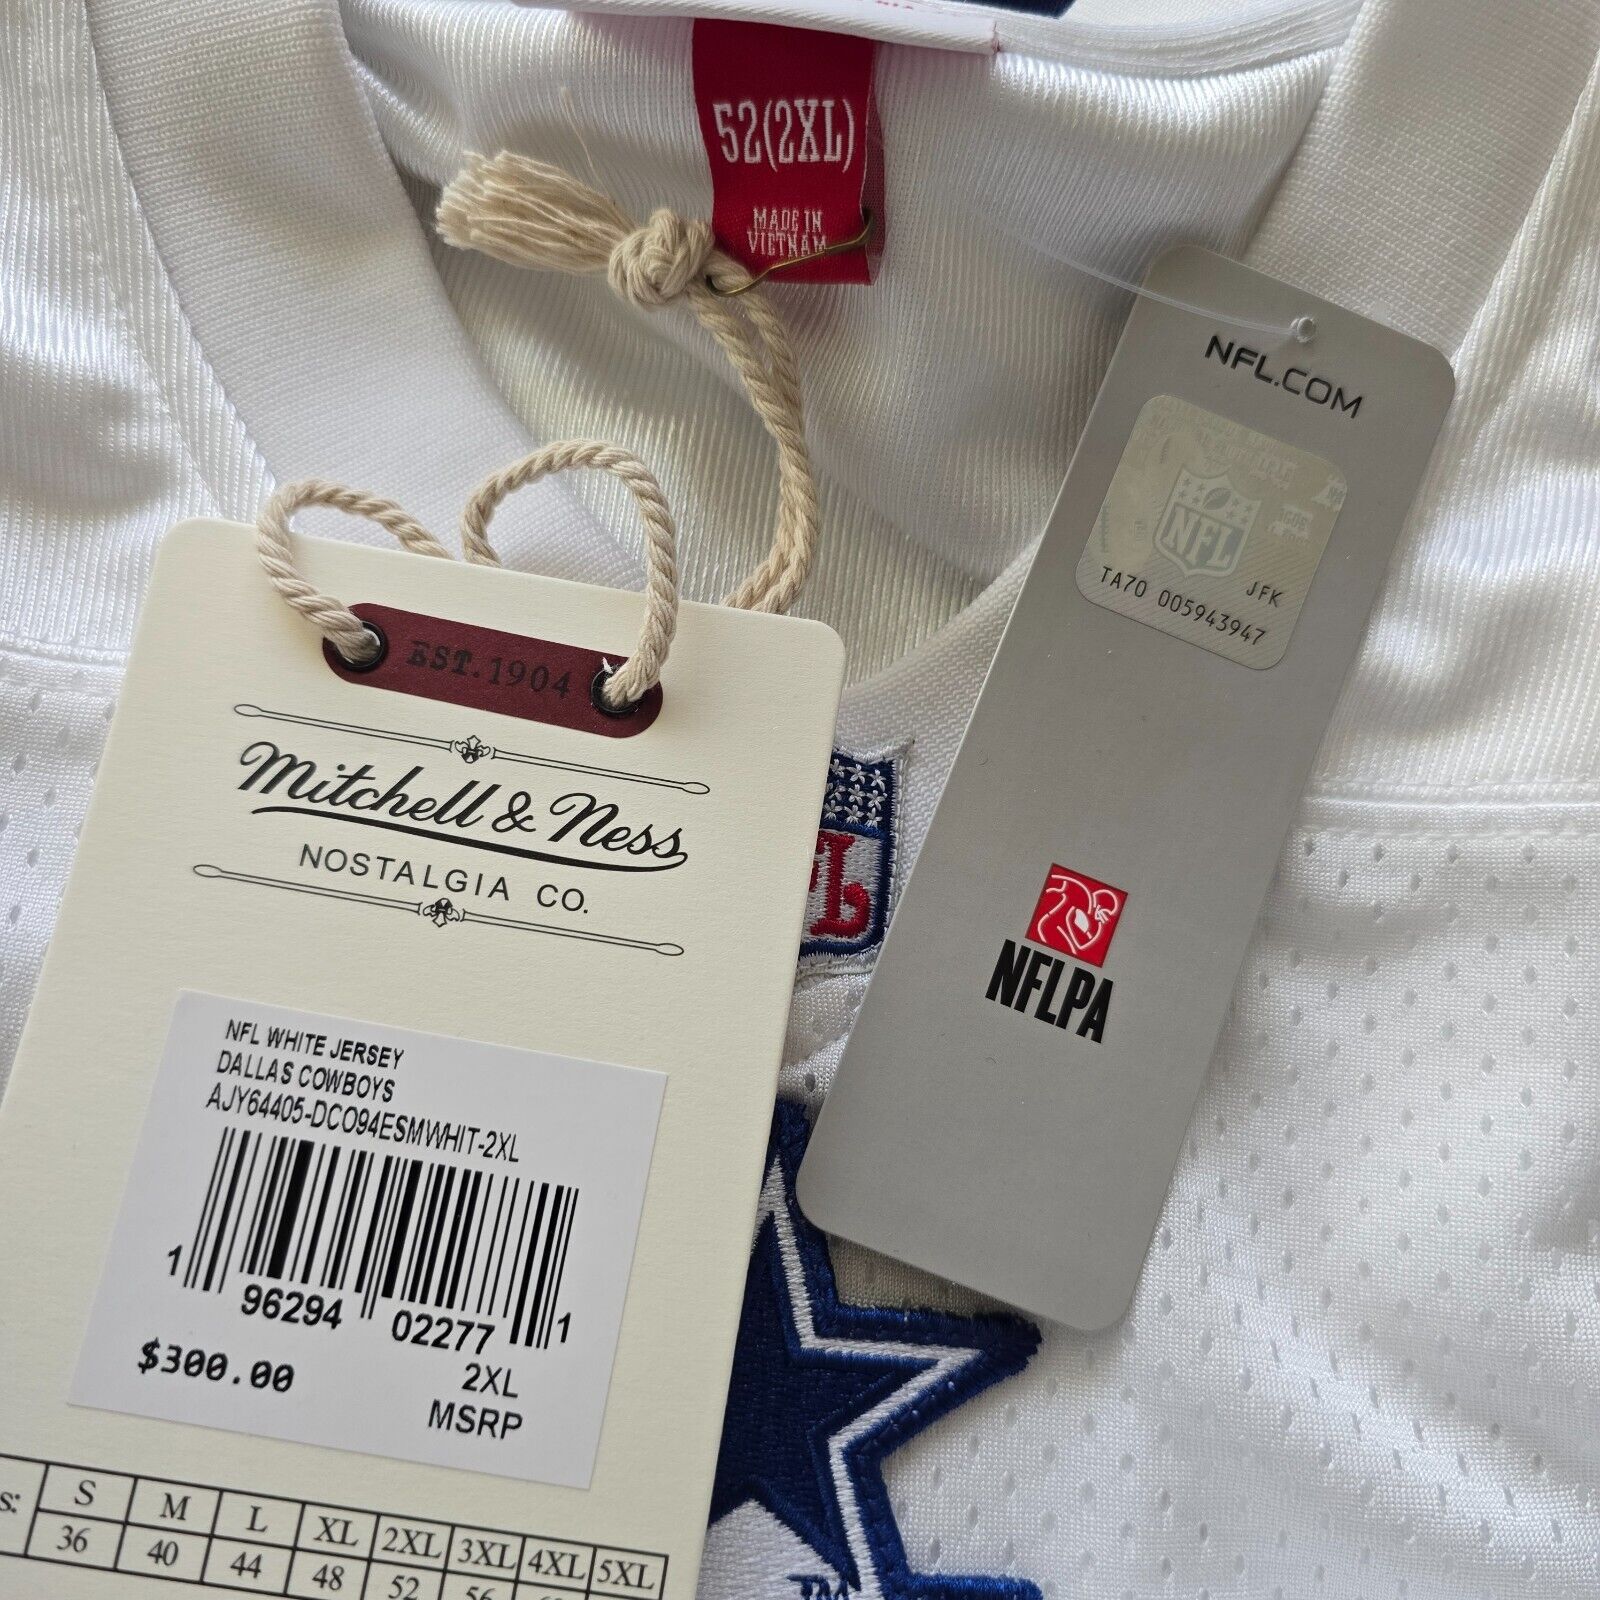 52(2XL)
MADE IN
VIETNAM
NFL.COM
NFL
JFK
TA70 005943947
EST.1904
Mitchell & Ness
NOSTALGIA CO.
NFLPA
NFL WHITE JERSEY
DALLAS COWBOYS
AJY64405-DCO94ESMWHIT-2XL
1 96294 02277 1
$300.00 2XL
MSRP
S M L XL 2XL 3XL 4XL 5XL
36 40 44 48 52 56
TM